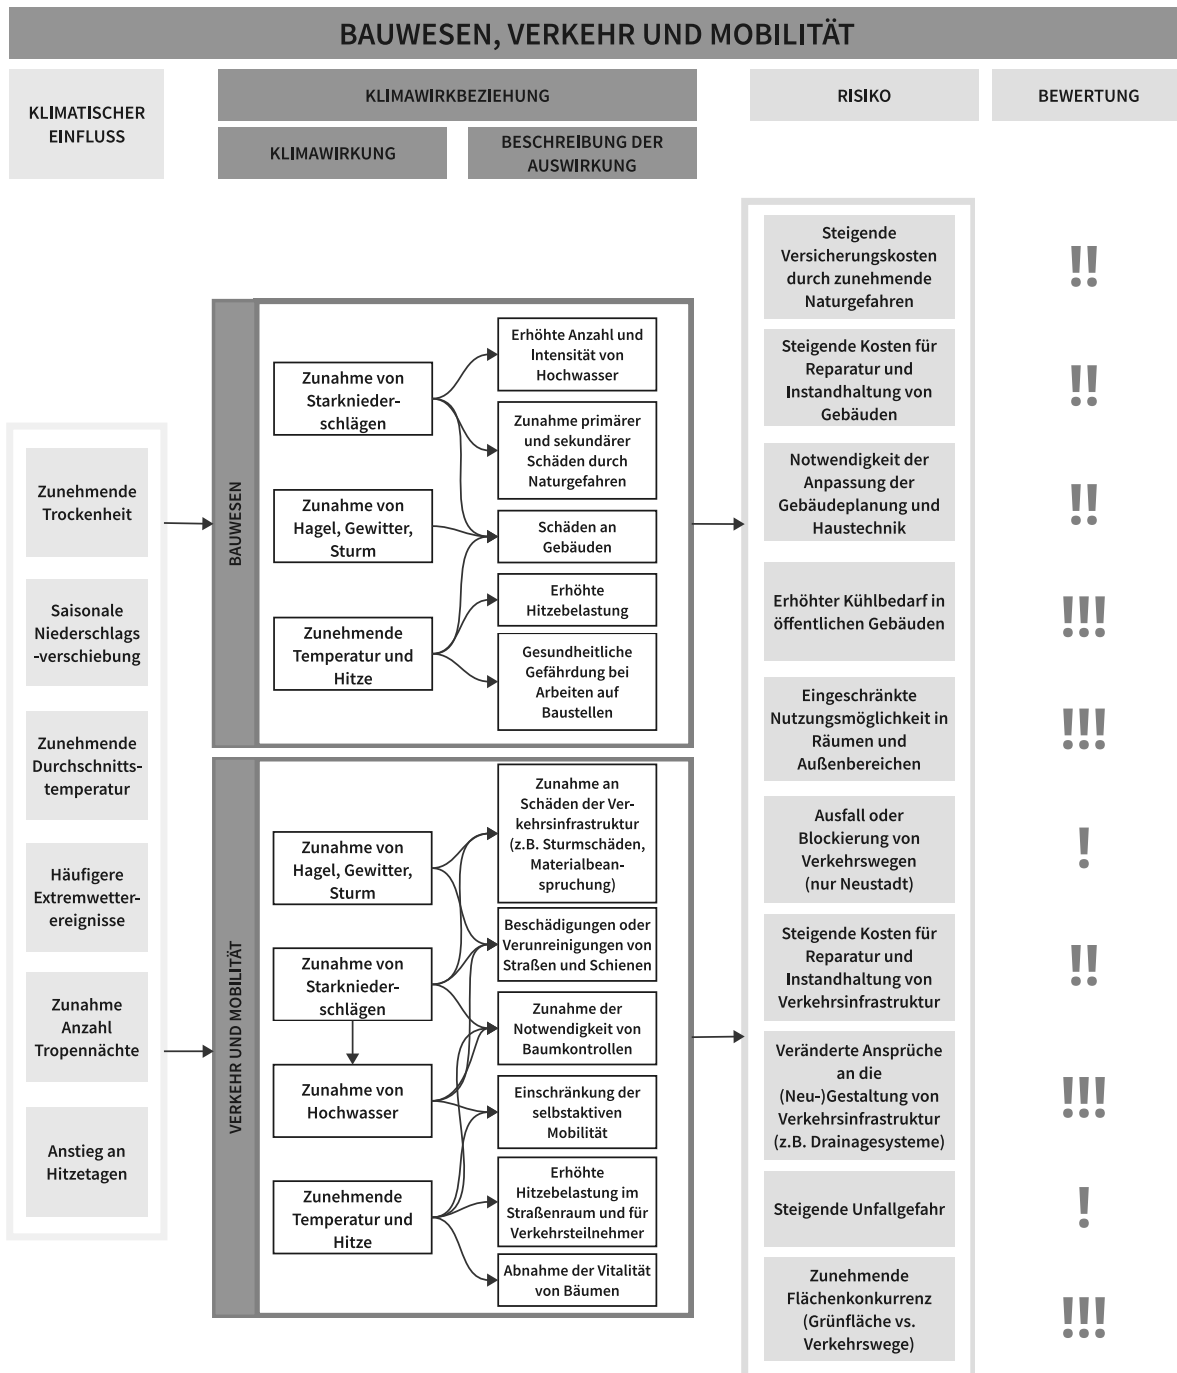 BAUWESEN, VERKEHR UND MOBILITÄT
KLIMATISCHER
EINFLUSS
KLIMAWIRKBEZIEHUNG
KLIMAWIRKUNG
BESCHREIBUNG DER
AUSWIRKUNG
RISIKO
BEWERTUNG
Zunehmende
Trockenheit
Saisonale
Niederschlags
-verschiebung
Zunehmende
Durchschnitts-
temperatur
Häufigere
Extremwetter-
ereignisse
Zunahme
Anzahl
Tropennächte
Anstieg an
Hitzetagen
BAUWESEN
Zunahme von
Starknieder-
schlägen
Zunahme von
Hagel, Gewitter,
Sturm
Zunehmende
Temperatur und
Hitze
Erhöhte Anzahl und
Intensität von
Hochwasser
Zunahme primärer
und sekundärer
Schäden durch
Naturgefahren
Schäden an
Gebäuden
Erhöhte
Hitzebelastung
Gesundheitliche
Gefährdung bei
Arbeiten auf
Baustellen
VERKEHR UND MOBILITÄT
Zunahme von
Hagel, Gewitter,
Sturm
Zunahme von
Starknieder-
schlägen
Zunahme von
Hochwasser
Zunehmende
Temperatur und
Hitze
Zunahme an
Schäden der Ver-
kehrsinfrastruktur
(z.B. Sturmschäden,
Materialbean-
spruchung)
Beschädigungen oder
Verunreinigungen von
Straßen und Schienen
Zunahme der
Notwendigkeit von
Baumkontrollen
Einschränkung der
selbstaktiven
Mobilität
Erhöhte
Hitzebelastung im
Straßenraum und für
Verkehrsteilnehmer
Abnahme der Vitalität
von Bäumen
Steigende
Versicherungskosten
durch zunehmende
Naturgefahren
!!
Steigende Kosten für
Reparatur und
Instandhaltung von
Gebäuden
!!
Notwendigkeit der
Anpassung der
Gebäudeplanung und
Haustechnik
!!
Erhöhter Kühlbedarf in
öffentlichen Gebäuden
!!!
Eingeschränkte
Nutzungsmöglichkeit in
Räumen und
Außenbereichen
!!!
Ausfall oder
Blockierung von
Verkehrswegen
(nur Neustadt)
!
Steigende Kosten für
Reparatur und
Instandhaltung von
Verkehrsinfrastruktur
!!
Veränderte Ansprüche
an die
(Neu-)Gestaltung von
Verkehrsinfrastruktur
(z.B. Drainagesysteme)
!!!
Steigende Unfallgefahr
!
Zunehmende
Flächenkonkurrenz
(Grünfläche vs.
Verkehrswege)
!!!